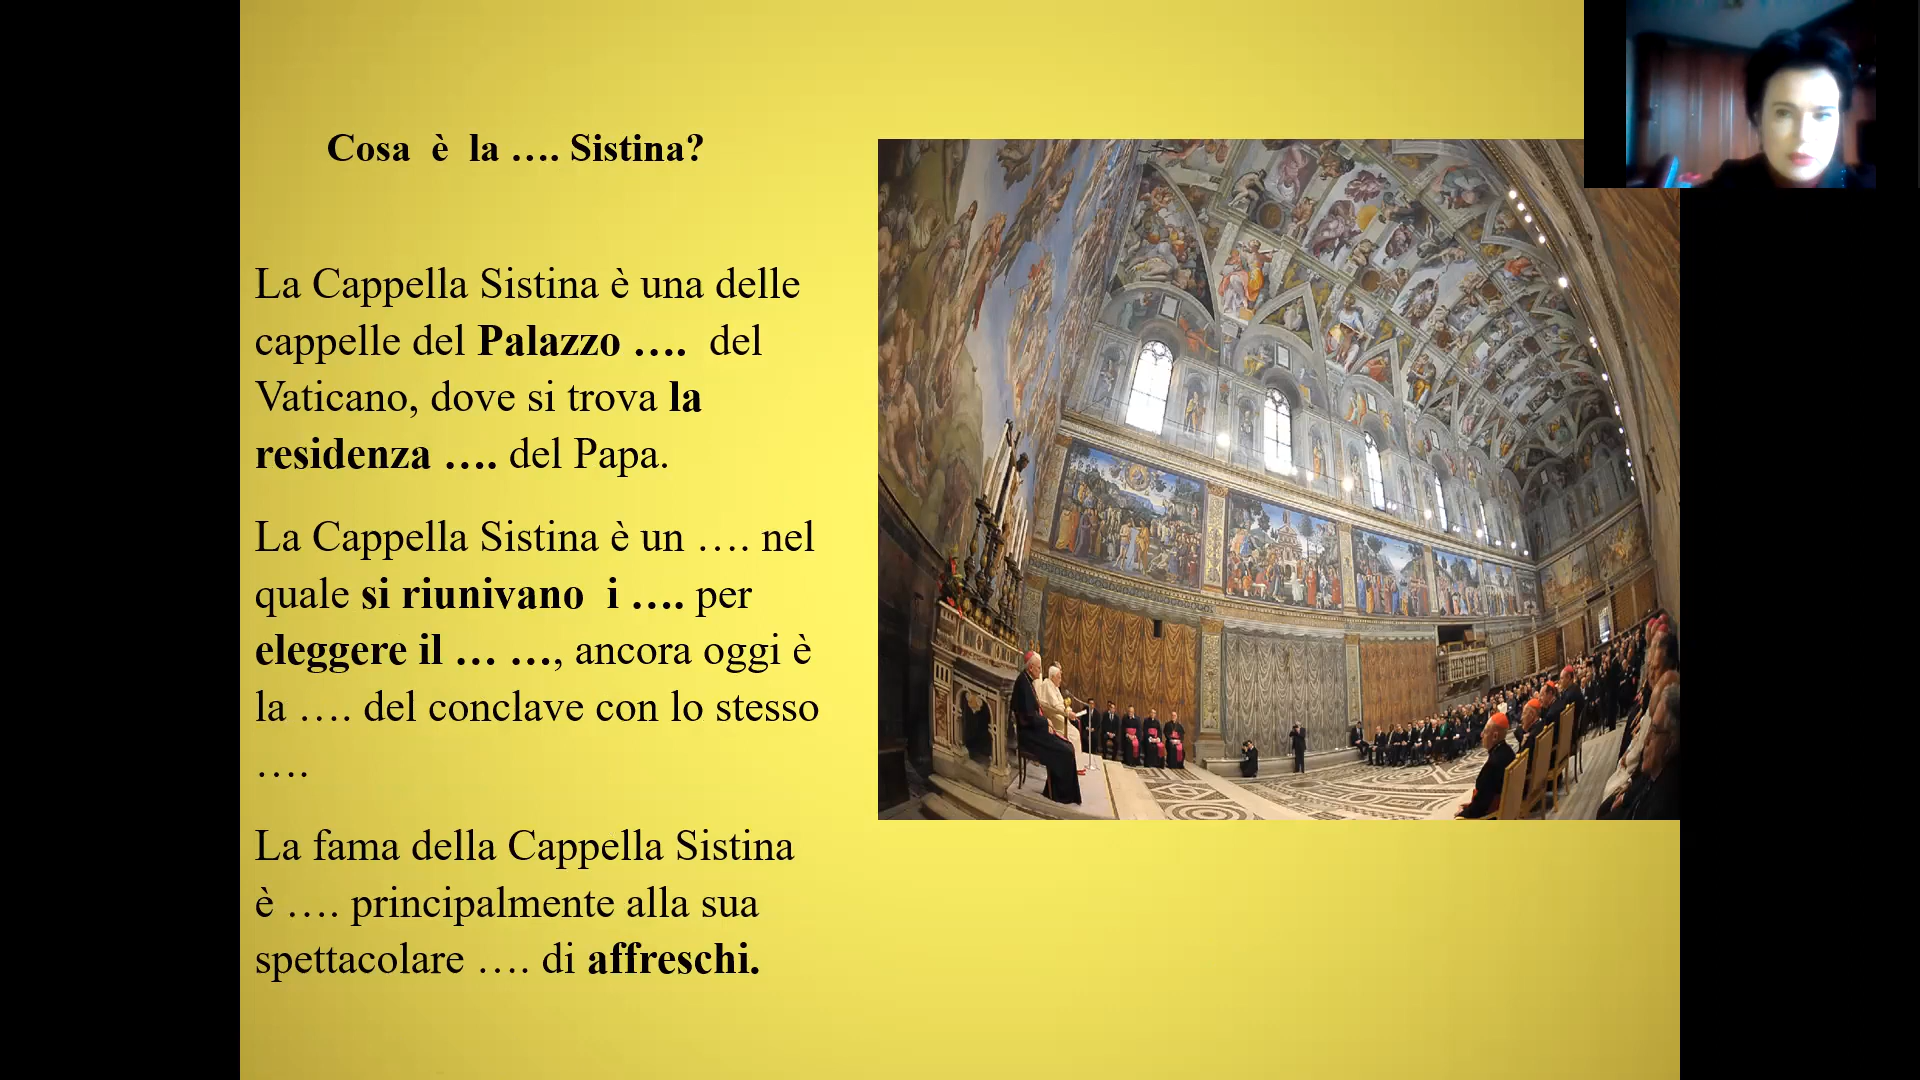 Cosa è la …. Sistina?
La Cappella Sistina è una delle
cappelle del Palazzo …. del
Vaticano, dove si trova la
residenza …. del Papa.
La Cappella Sistina è un …. nel
quale si riunivano i …. per
eleggere il … …, ancora oggi è
la …. del conclave con lo stesso
….
La fama della Cappella Sistina
è …. principalmente alla sua
spettacolare …. di affreschi.